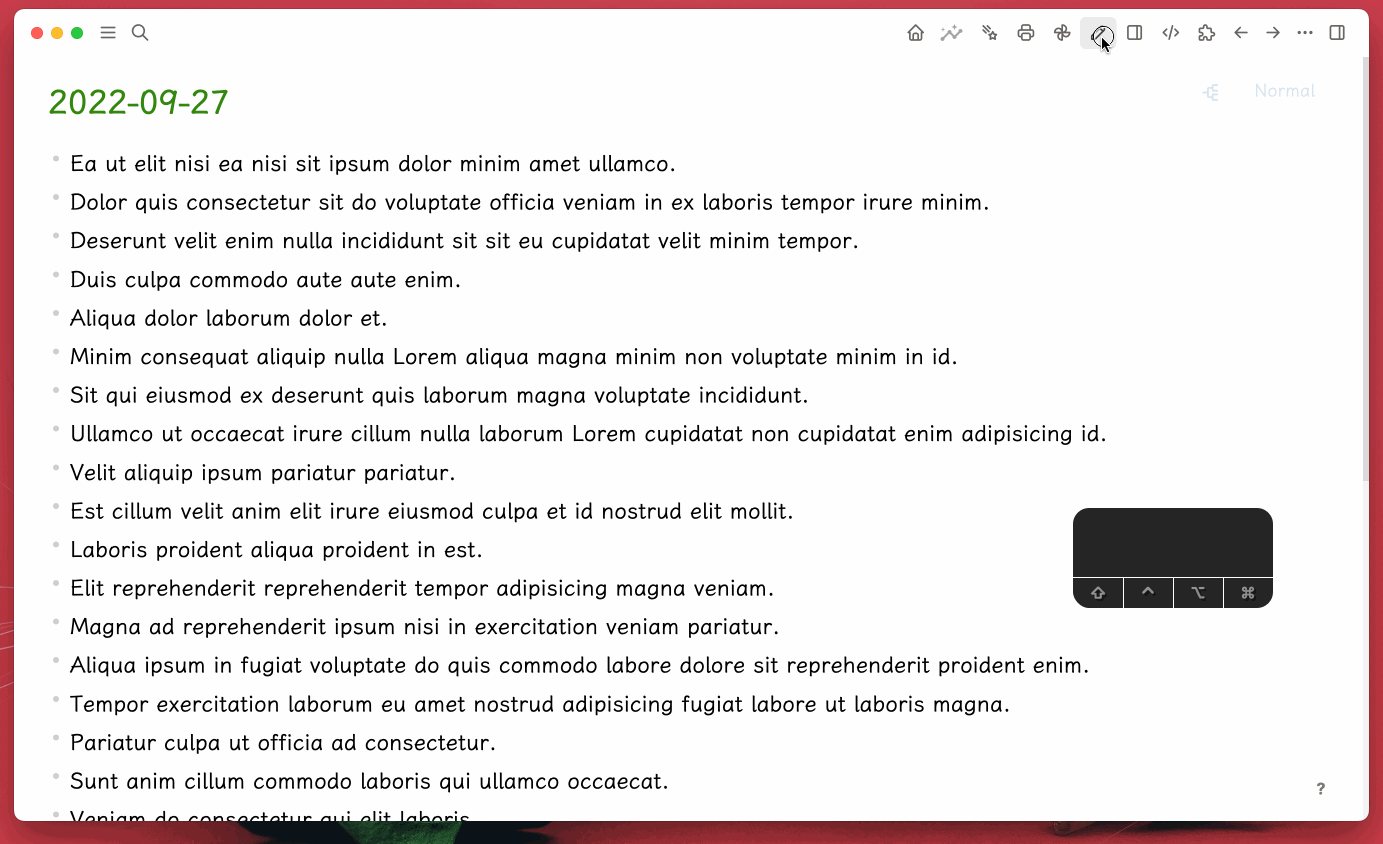 2022-09-27
Normal
Ea ut elit nisi ea nisi sit ipsum dolor minim amet ullamco.
Dolor quis consectetur sit do voluptate officia veniam in ex laboris tempor irure minim.
Deserunt velit enim nulla incididunt sit sit eu cupidatat velit minim tempor.
Duis culpa commodo aute aute enim.
Aliqua dolor laborum dolor et.
Minim consequat aliquip nulla Lorem aliqua magna minim non voluptate minim in id.
Sit qui eiusmod ex deserunt quis laborum magna voluptate incididunt.
Ullamco ut occaecat irure cillum nulla laborum Lorem cupidatat non cupidatat enim adipisicing id.
Velit aliquip ipsum pariatur pariatur.
Est cillum velit anim elit irure eiusmod culpa et id nostrud elit mollit.
Laboris proident aliqua proident in est.
Elit reprehenderit reprehenderit tempor adipisicing magna veniam.
Magna ad reprehenderit ipsum nisi in exercitation veniam pariatur.
Aliqua ipsum in fugiat voluptate do quis commodo labore dolore sit reprehenderit proident enim.
Tempor exercitation laborum eu amet nostrud adipisicing fugiat labore ut laboris magna.
Pariatur culpa ut officia ad consectetur.
Sunt anim cillum commodo laboris qui ullamco occaecat.
Veniam do consectetur qui elit laboris.
?